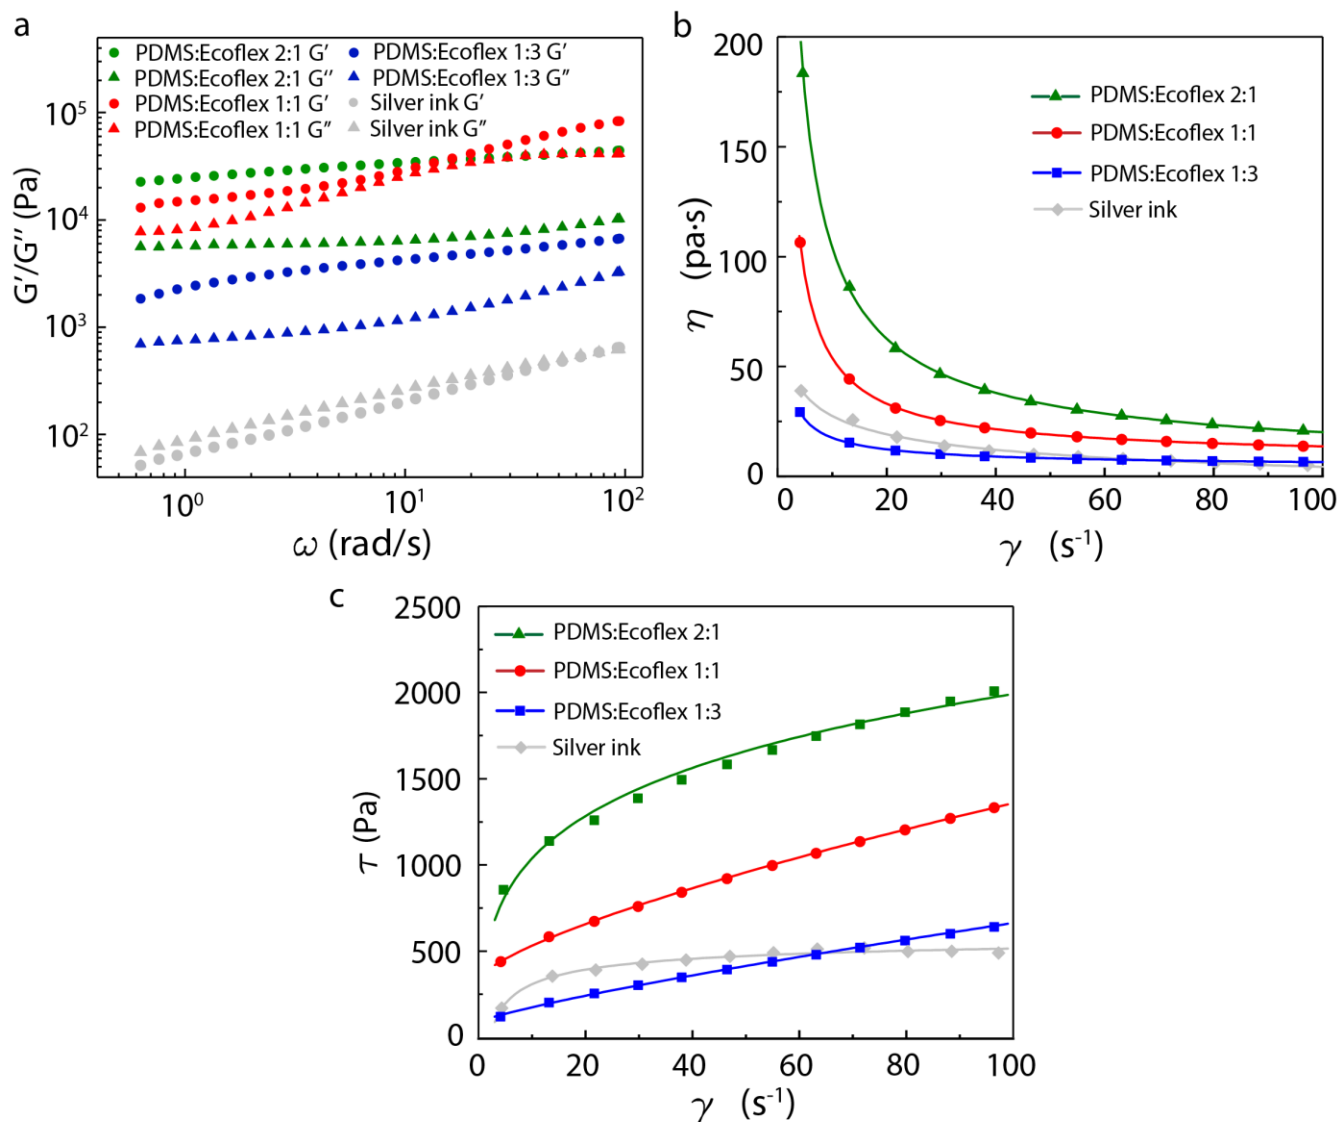 a
PDMS:Ecoflex 2:1 G′ PDMS:Ecoflex 1:3 G′
PDMS:Ecoflex 2:1 G′′ PDMS:Ecoflex 1:3 G″
PDMS:Ecoflex 1:1 G′ Silver ink G′
PDMS:Ecoflex 1:1 G″ Silver ink G″
10⁵
10⁴
10³
10²
G′/G″ (Pa)
10⁰ 10¹ 10²
ω (rad/s)
b
200
150
100
50
0
η (pa·s)
PDMS:Ecoflex 2:1
PDMS:Ecoflex 1:1
PDMS:Ecoflex 1:3
Silver ink
0 20 40 60 80 100
γ (s⁻¹)
c
2500
2000
1500
1000
500
0
τ (Pa)
PDMS:Ecoflex 2:1
PDMS:Ecoflex 1:1
PDMS:Ecoflex 1:3
Silver ink
0 20 40 60 80 100
γ (s⁻¹)